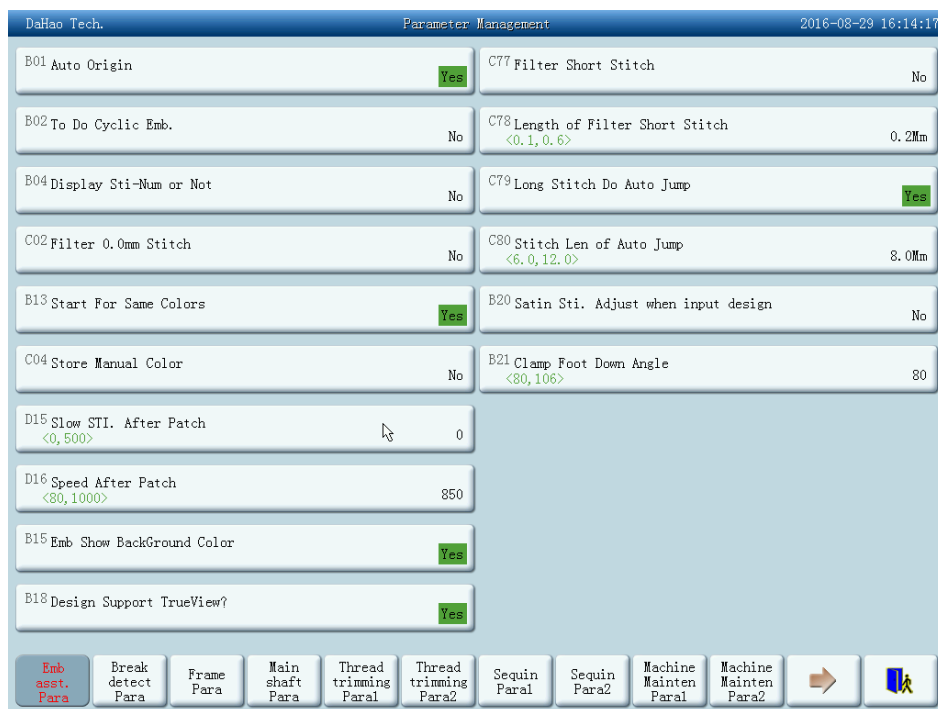 DaHao Tech. Parameter Management 2016-08-29 16:14:17
B01 Auto Origin Yes
B02 To Do Cyclic Emb. No
B04 Display Sti-Num or Not No
C02 Filter 0.0mm Stitch No
B13 Start For Same Colors Yes
C04 Store Manual Color No
D15 Slow STI. After Patch
<0,500> 0
D16 Speed After Patch
<80,1000> 850
B15 Emb Show BackGround Color Yes
B18 Design Support TrueView? Yes
C77 Filter Short Stitch No
C78 Length of Filter Short Stitch
<0.1,0.6> 0.2Mm
C79 Long Stitch Do Auto Jump Yes
C80 Stitch Len of Auto Jump
<6.0,12.0> 8.0Mm
B20 Satin Sti. Adjust when input design No
B21 Clamp Foot Down Angle
<80,106> 80
Emb
asst.
Para
Break
detect
Para
Frame
Para
Main
shaft
Para
Thread
trimming
Para1
Thread
trimming
Para2
Sequin
Para1
Sequin
Para2
Machine
Mainten
Para1
Machine
Mainten
Para2